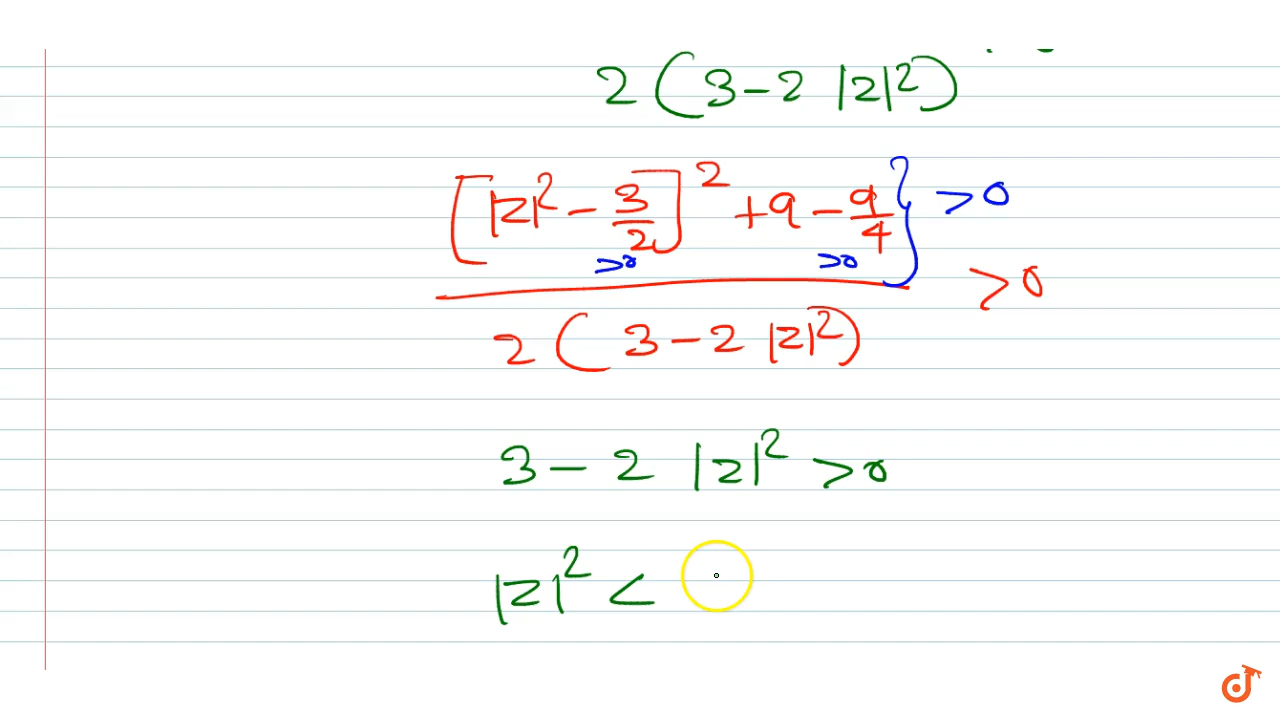 2 ( 3 - 2 |z|² )
[ |z|² - 3/2 ]² + 9 - 9/4 } > 0
> 0 > 0
> 0
2 ( 3 - 2 |z|² )
3 - 2 |z|² > 0
|z|² <